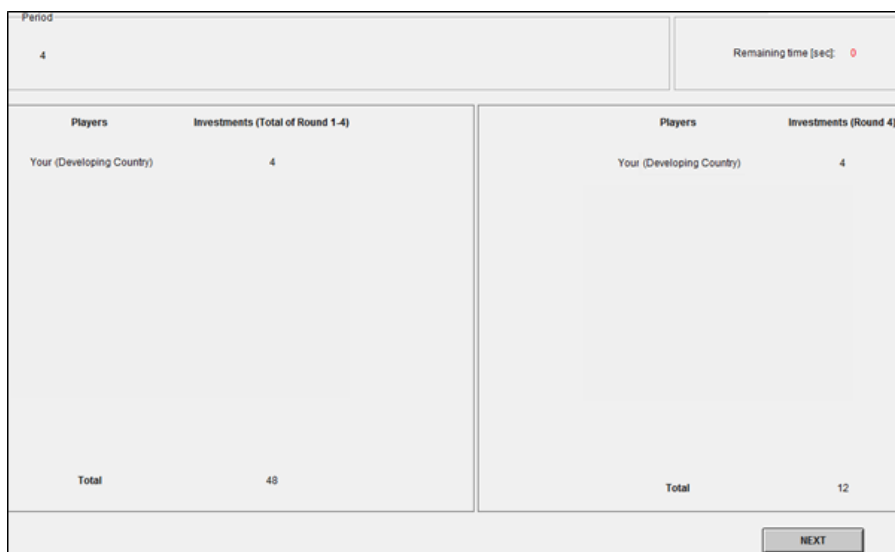 Period
4
Remaining time [sec]: 0
Players Investments (Total of Round 1-4)
Your (Developing Country) 4
Total 48
Players Investments (Round 4)
Your (Developing Country) 4
Total 12
NEXT